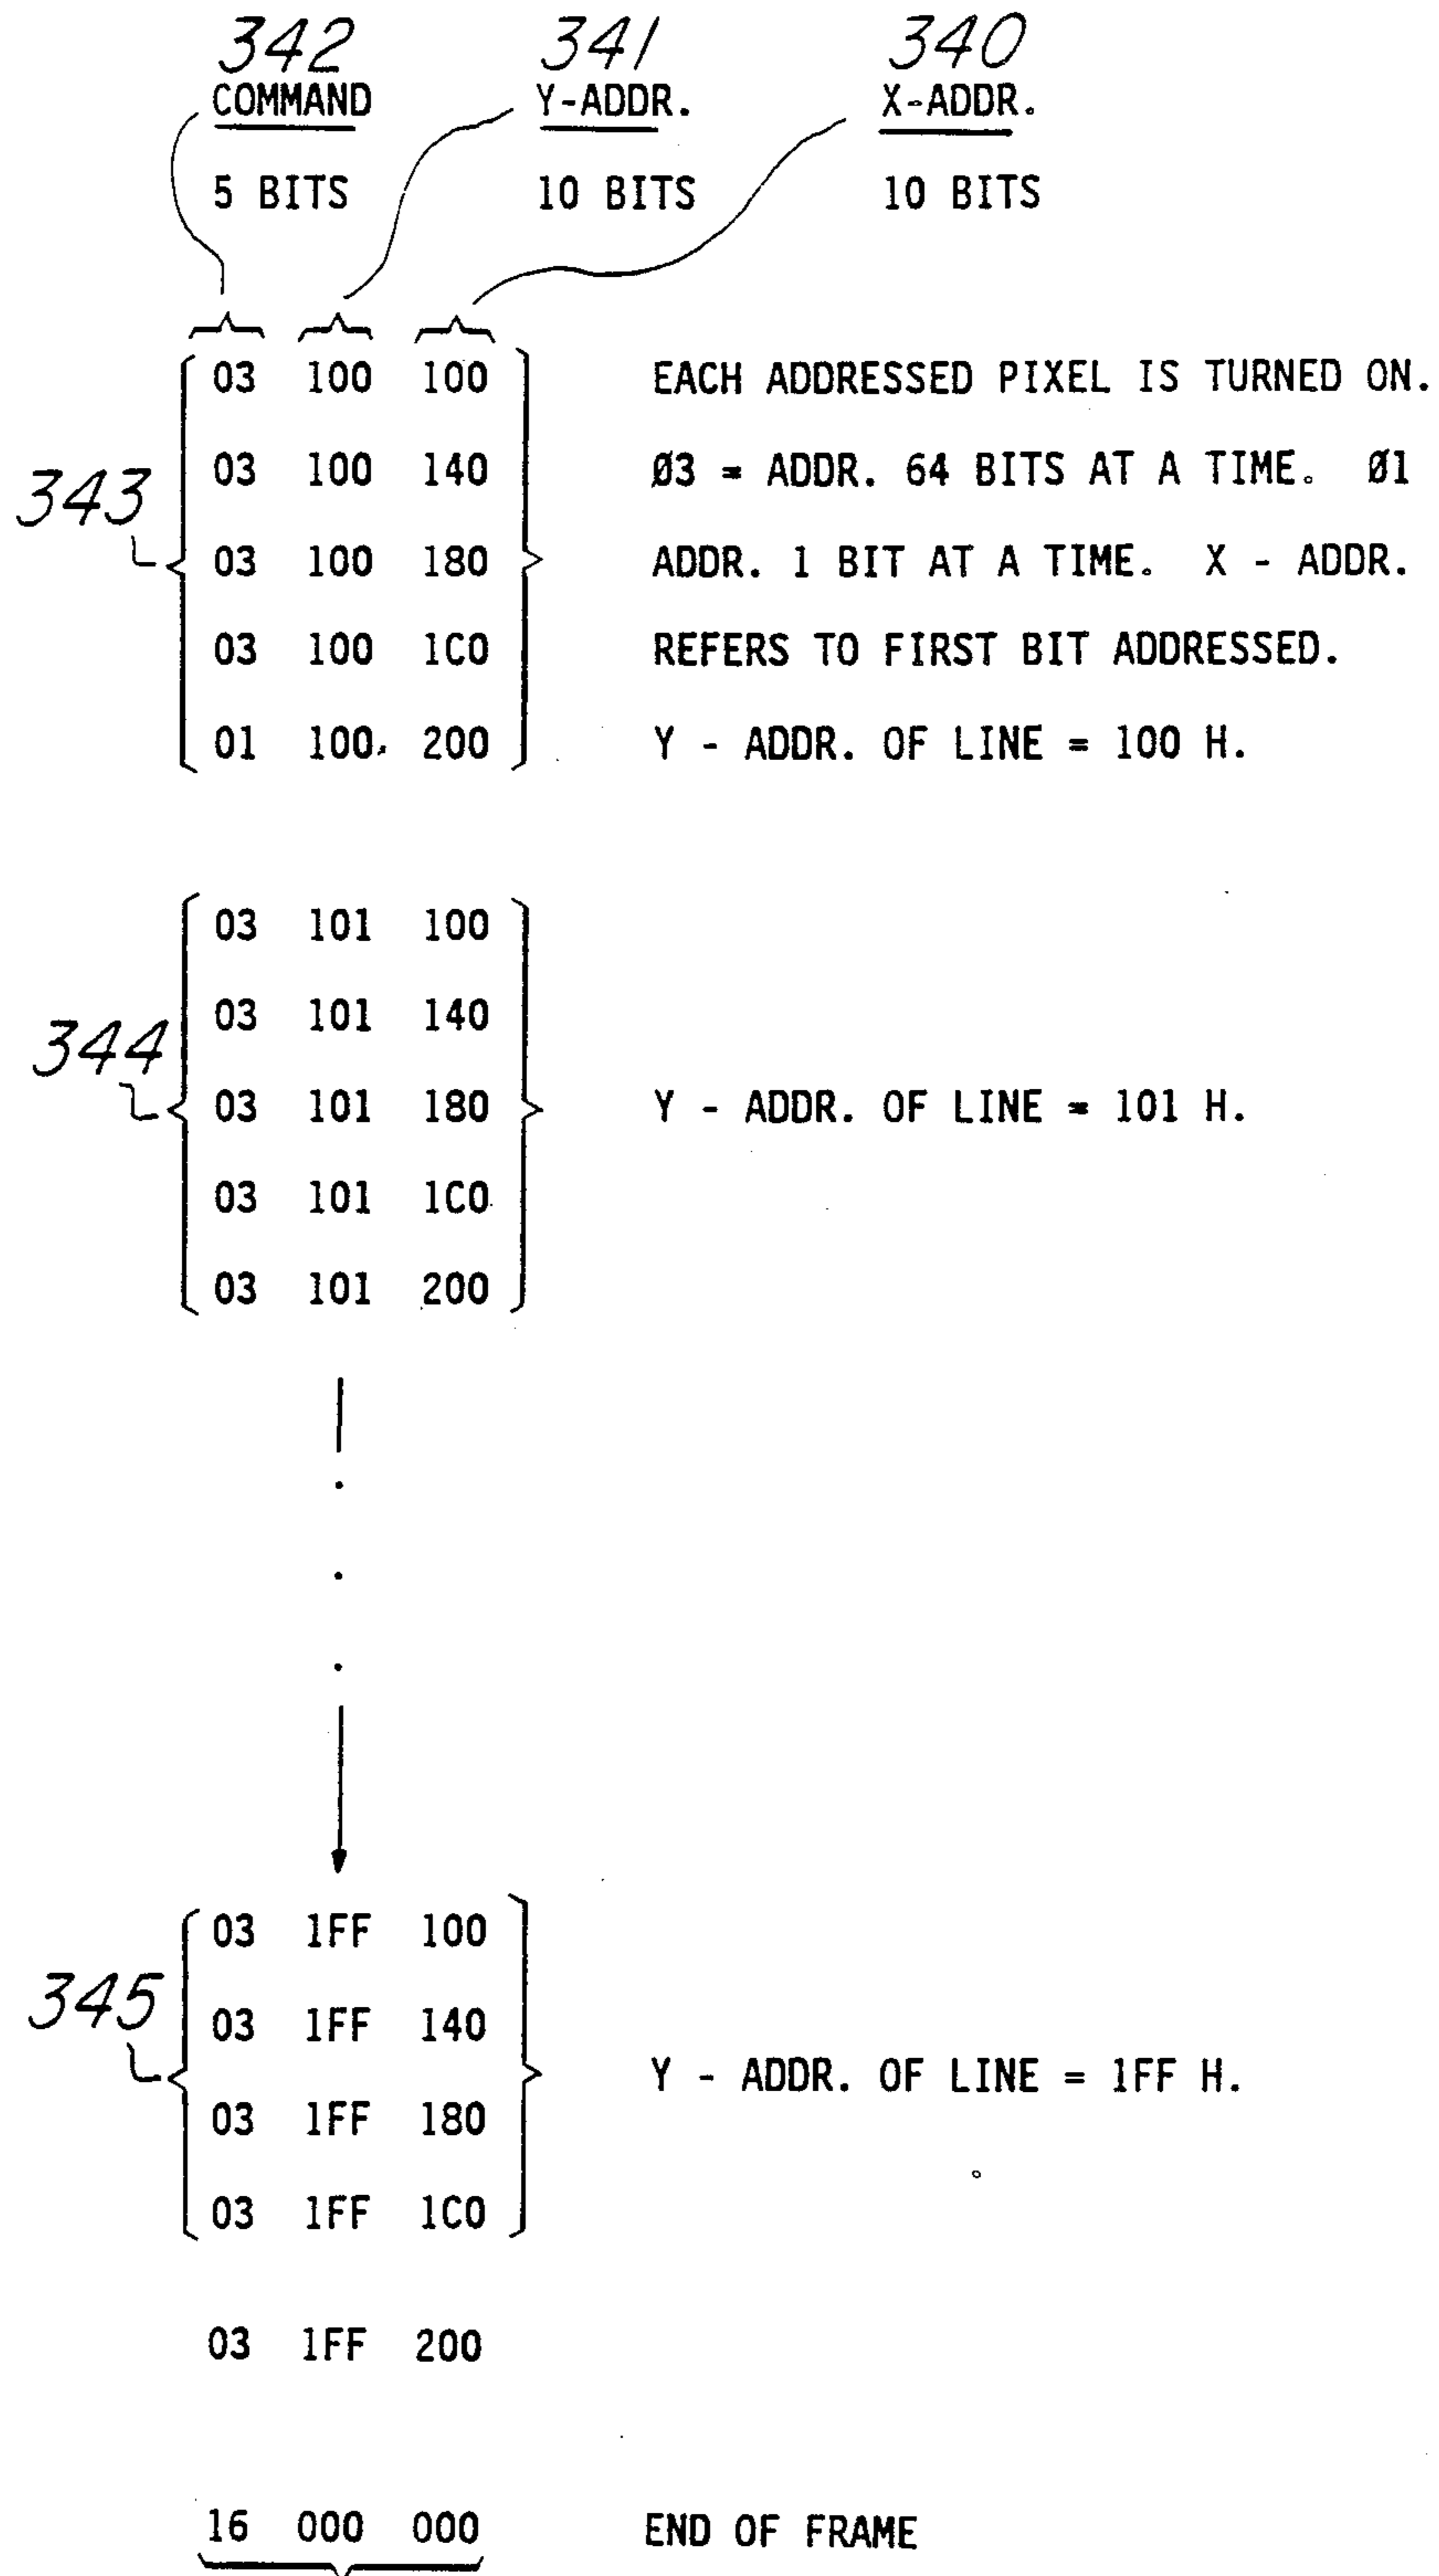 342 341 340
COMMAND Y-ADDR. X-ADDR.
5 BITS 10 BITS 10 BITS
03 100 100 EACH ADDRESSED PIXEL IS TURNED ON.
03 100 140 Ø3 = ADDR. 64 BITS AT A TIME. Ø1
343
03 100 180 ADDR. 1 BIT AT A TIME. X - ADDR.
03 100 1C0 REFERS TO FIRST BIT ADDRESSED.
01 100 200 Y - ADDR. OF LINE = 100 H.
03 101 100
03 101 140
344
03 101 180 Y - ADDR. OF LINE = 101 H.
03 101 1C0
03 101 200
03 1FF 100
345
03 1FF 140
Y - ADDR. OF LINE = 1FF H.
03 1FF 180
03 1FF 1C0
03 1FF 200
16 000 000 END OF FRAME